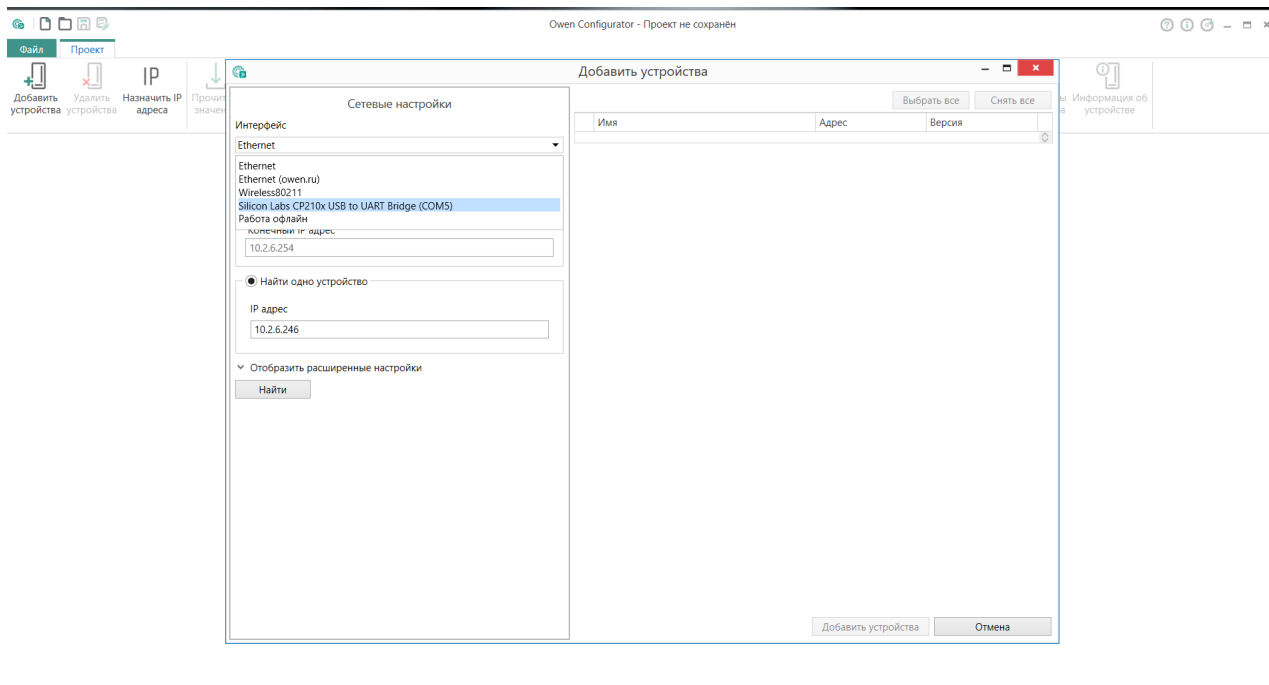 Owen Configurator - Проект не сохранён
Файл
Проект
Добавить устройства
Удалить устройства
Назначить IP адреса
Информация об устройстве
Добавить устройства
Сетевые настройки
Интерфейс
Ethernet
Ethernet
Ethernet (owen.ru)
Wireless80211
Silicon Labs CP210x USB to UART Bridge (COM5)
Работа офлайн
Конечный IP адрес
10.2.6.254
Найти одно устройство
IP адрес
10.2.6.246
Отобразить расширенные настройки
Найти
Выбрать все
Снять все
Имя
Адрес
Версия
Добавить устройства
Отмена